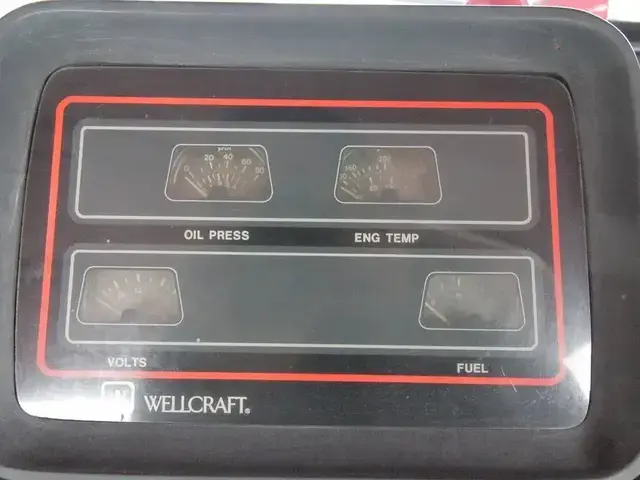 20 40 60 80
OIL PRESS
ENG TEMP
VOLTS
FUEL
WELLCRAFT®